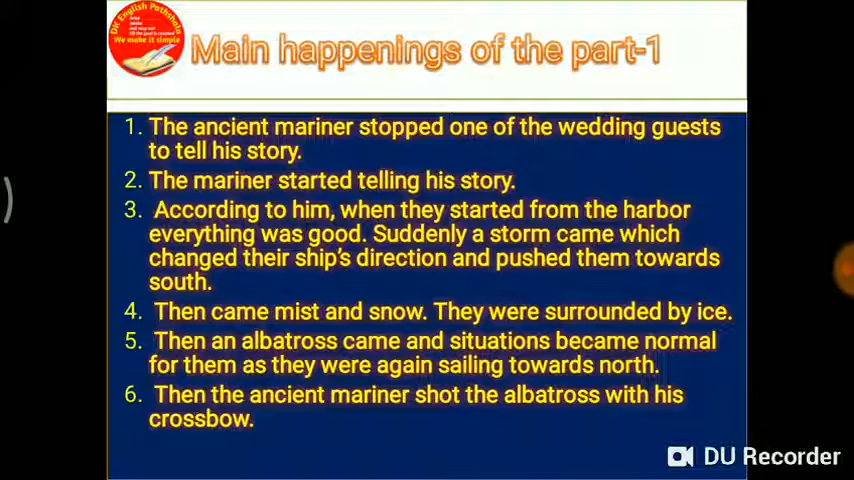 DK English Pathshala
We make it simple
Main happenings of the part-1
1. The ancient mariner stopped one of the wedding guests
to tell his story.
2. The mariner started telling his story.
3. According to him, when they started from the harbor
everything was good. Suddenly a storm came which
changed their ship's direction and pushed them towards
south.
4. Then came mist and snow. They were surrounded by ice.
5. Then an albatross came and situations became normal
for them as they were again sailing towards north.
6. Then the ancient mariner shot the albatross with his
crossbow.
DU Recorder